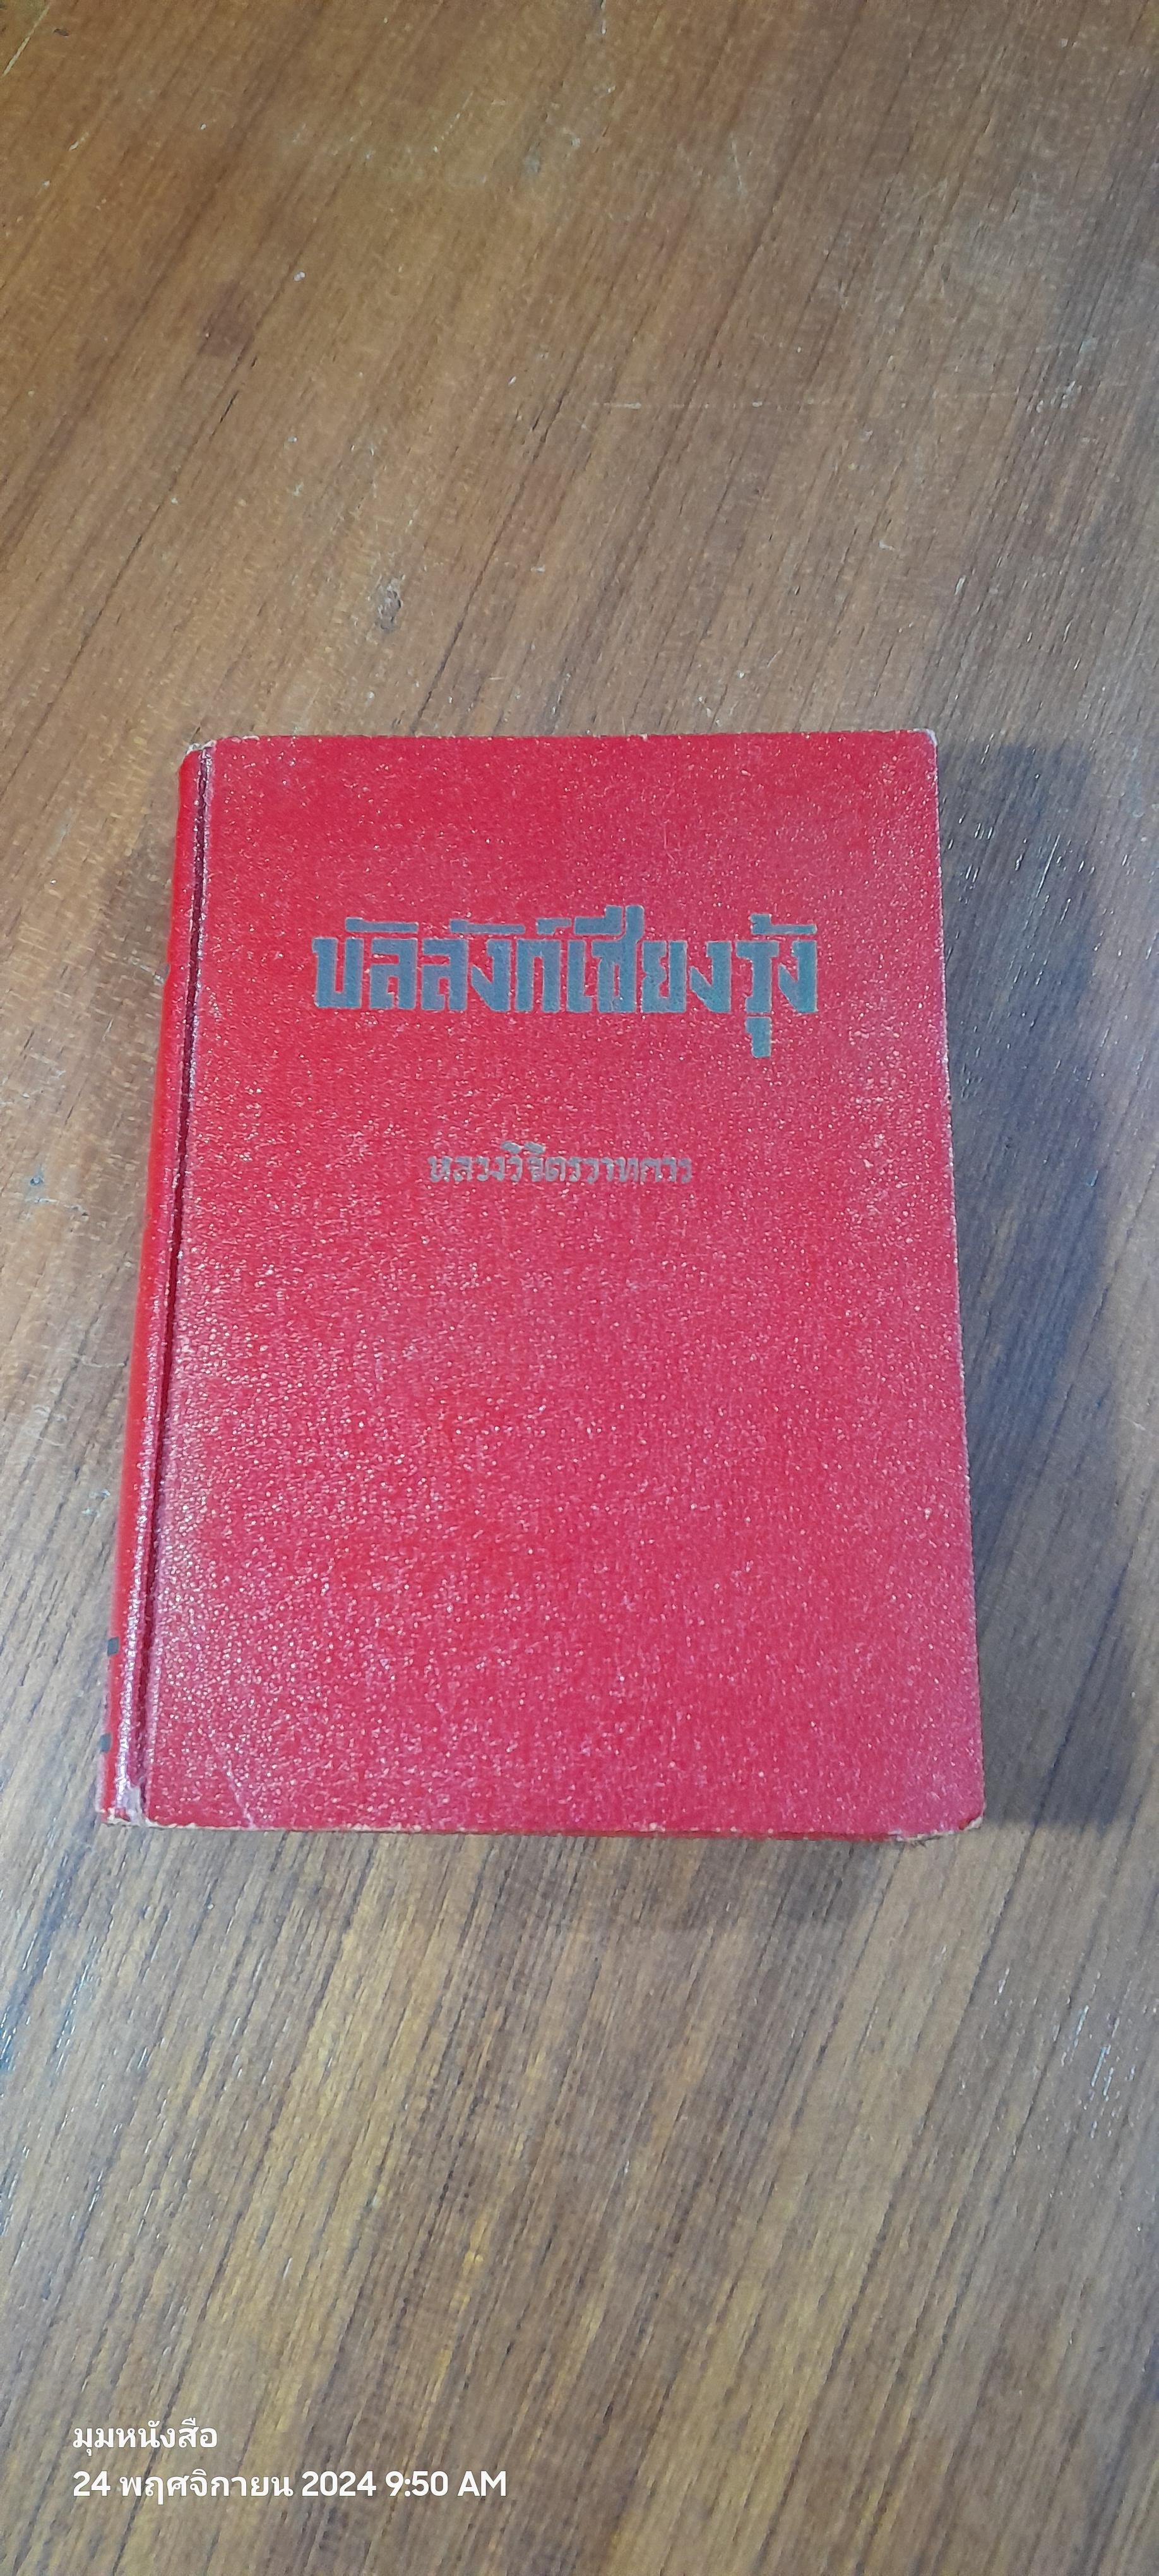 บัลลังก์เชียงรุ้ง
หลวงวิจิตรวาทการ
มุมหนังสือ
24 พฤศจิกายน 2024 9:50 AM